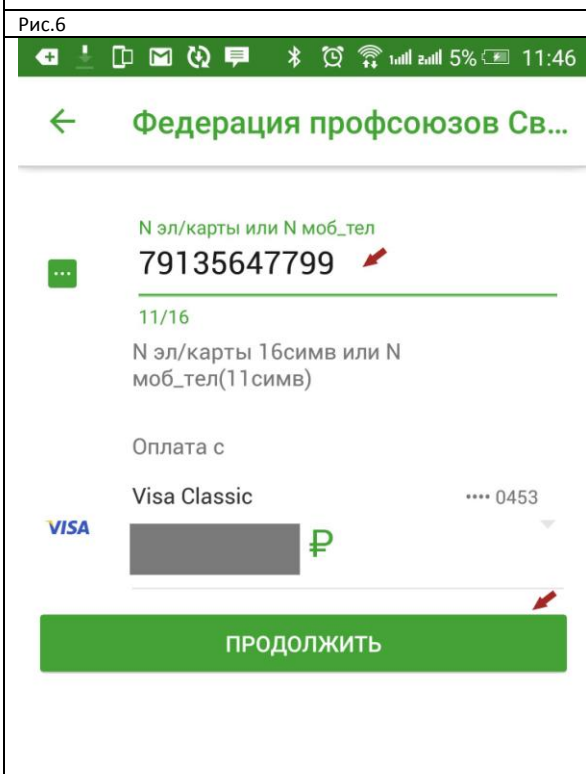 Рис.6
5% 11:46
Федерация профсоюзов Св...
N эл/карты или N моб_тел
79135647799
11/16
N эл/карты 16симв или N
моб_тел(11симв)
Оплата с
Visa Classic •••• 0453
VISA
₽
ПРОДОЛЖИТЬ